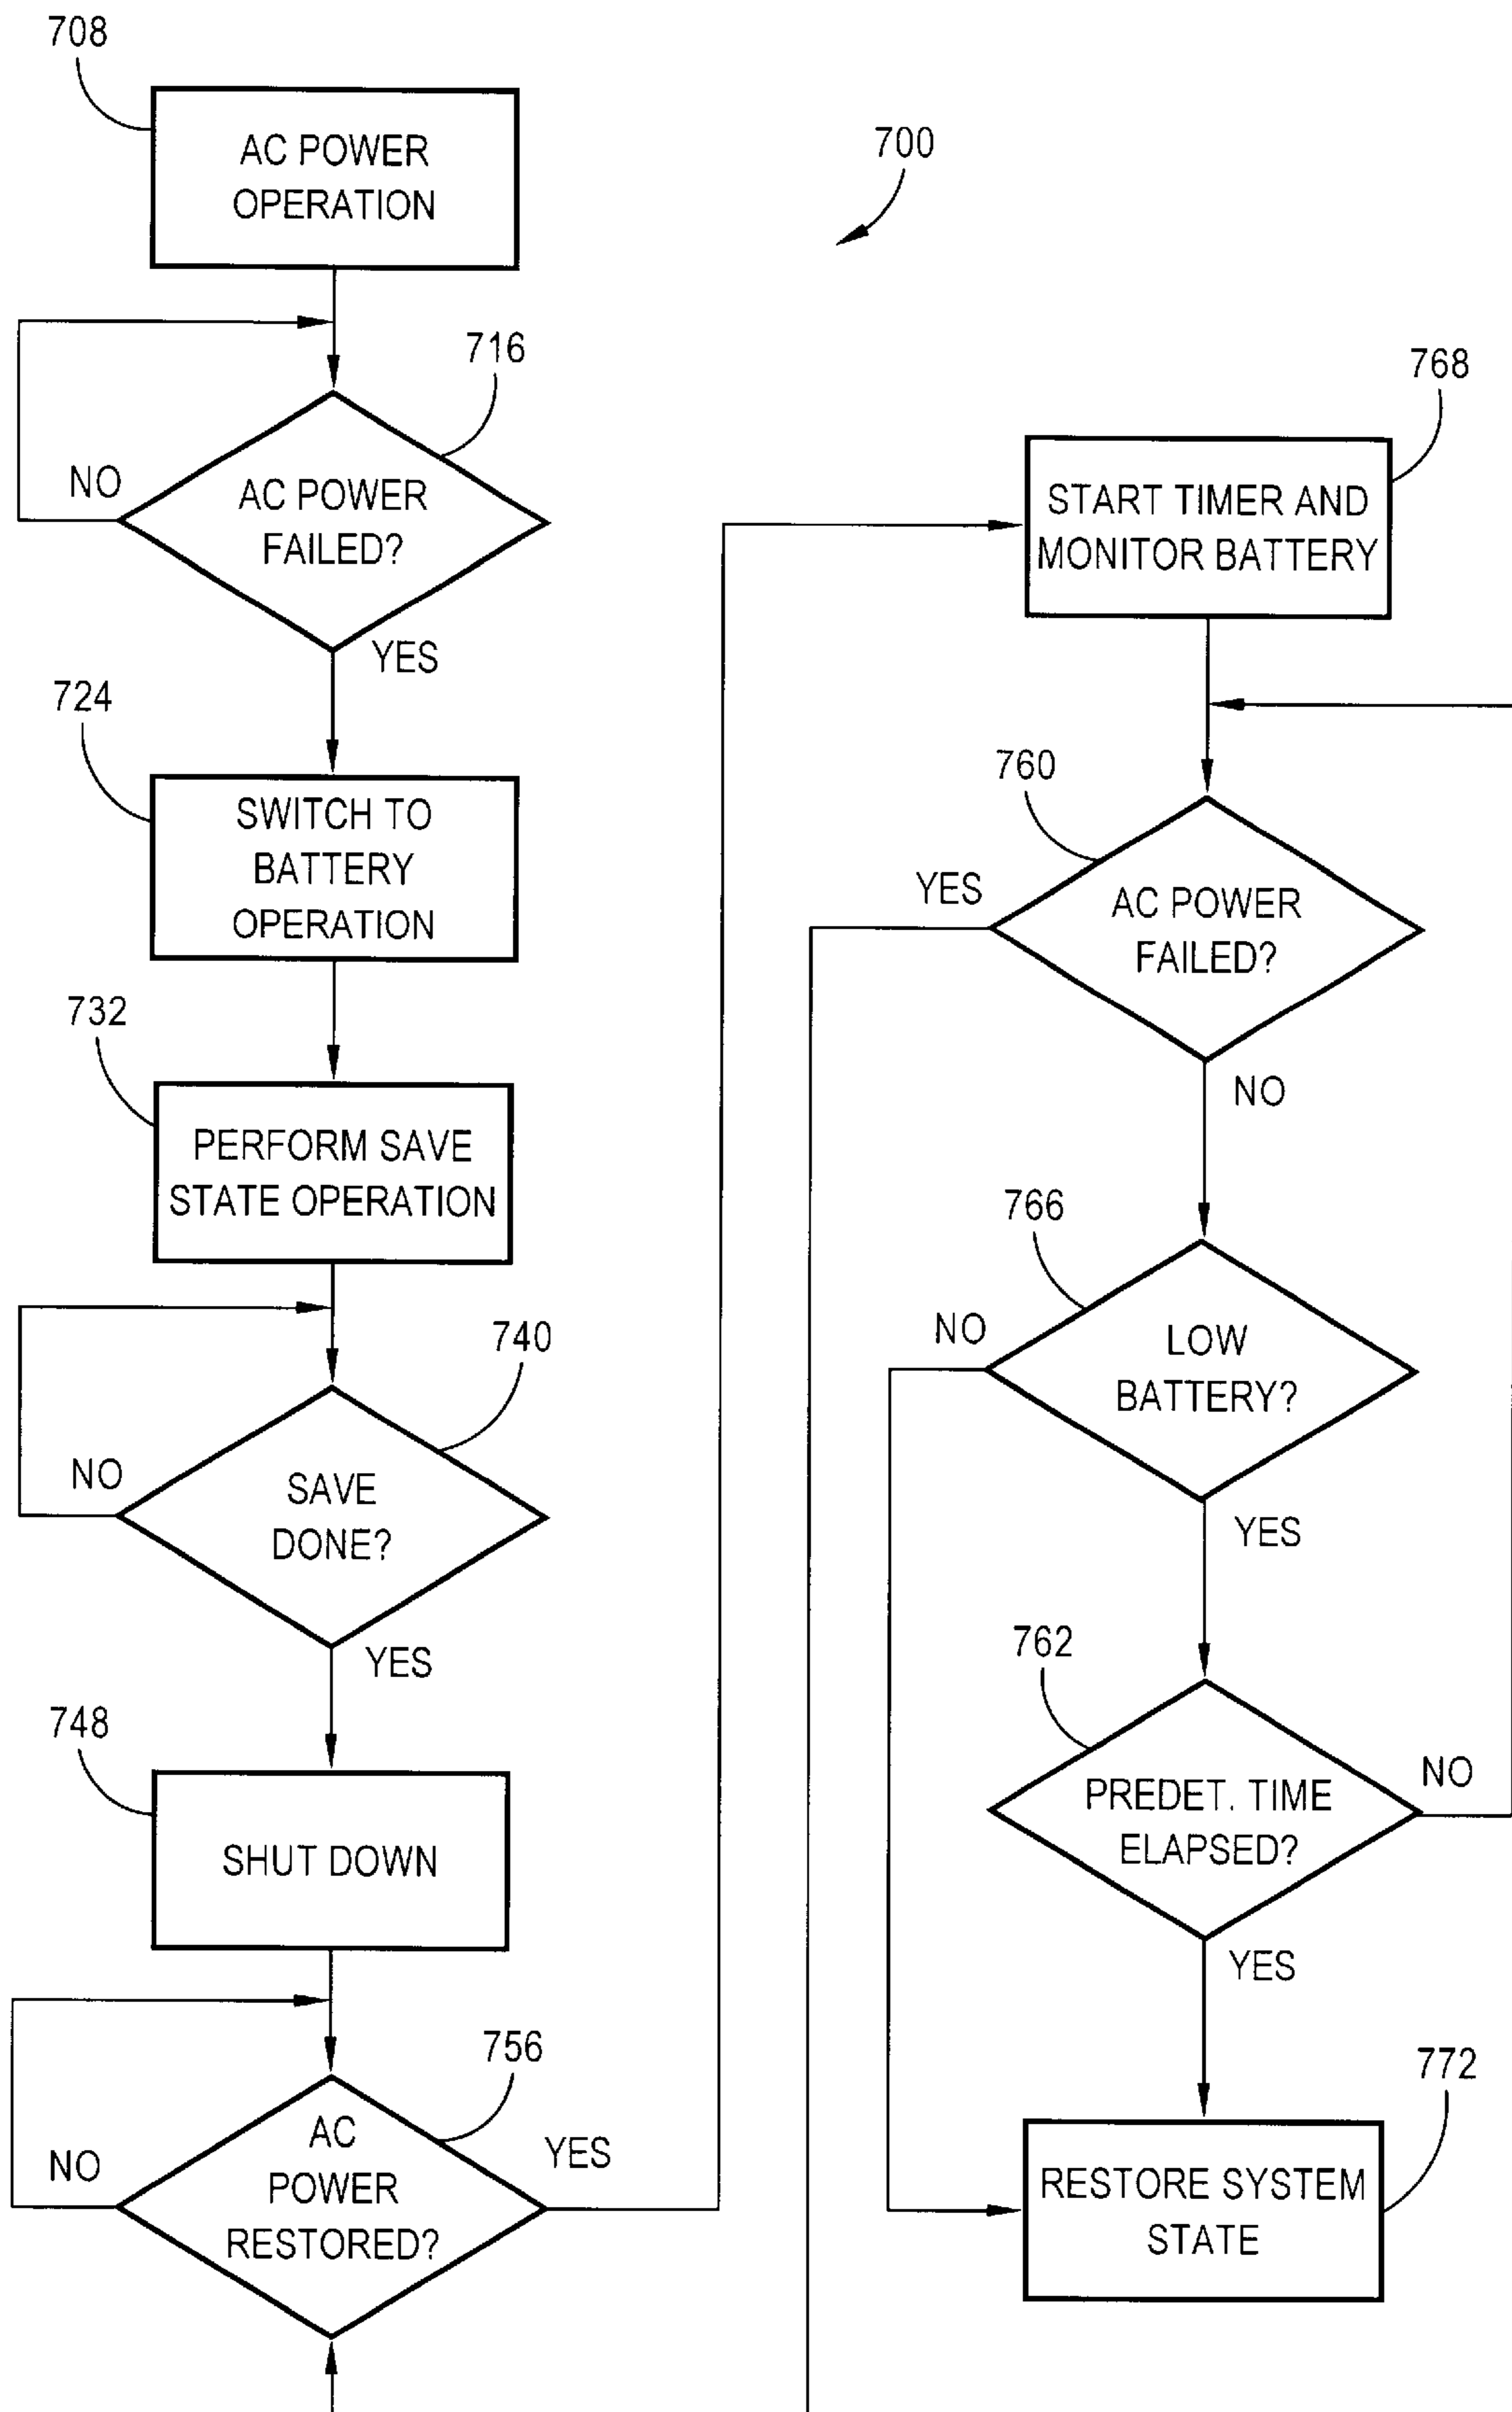 708
AC POWER
OPERATION
700
716
NO
AC POWER
FAILED?
YES
724
SWITCH TO
BATTERY
OPERATION
732
PERFORM SAVE
STATE OPERATION
740
NO
SAVE
DONE?
YES
748
SHUT DOWN
756
NO
AC
POWER
RESTORED?
YES
768
START TIMER AND
MONITOR BATTERY
760
YES
AC POWER
FAILED?
NO
766
NO
LOW
BATTERY?
YES
762
PREDET. TIME
ELAPSED?
NO
YES
772
RESTORE SYSTEM
STATE